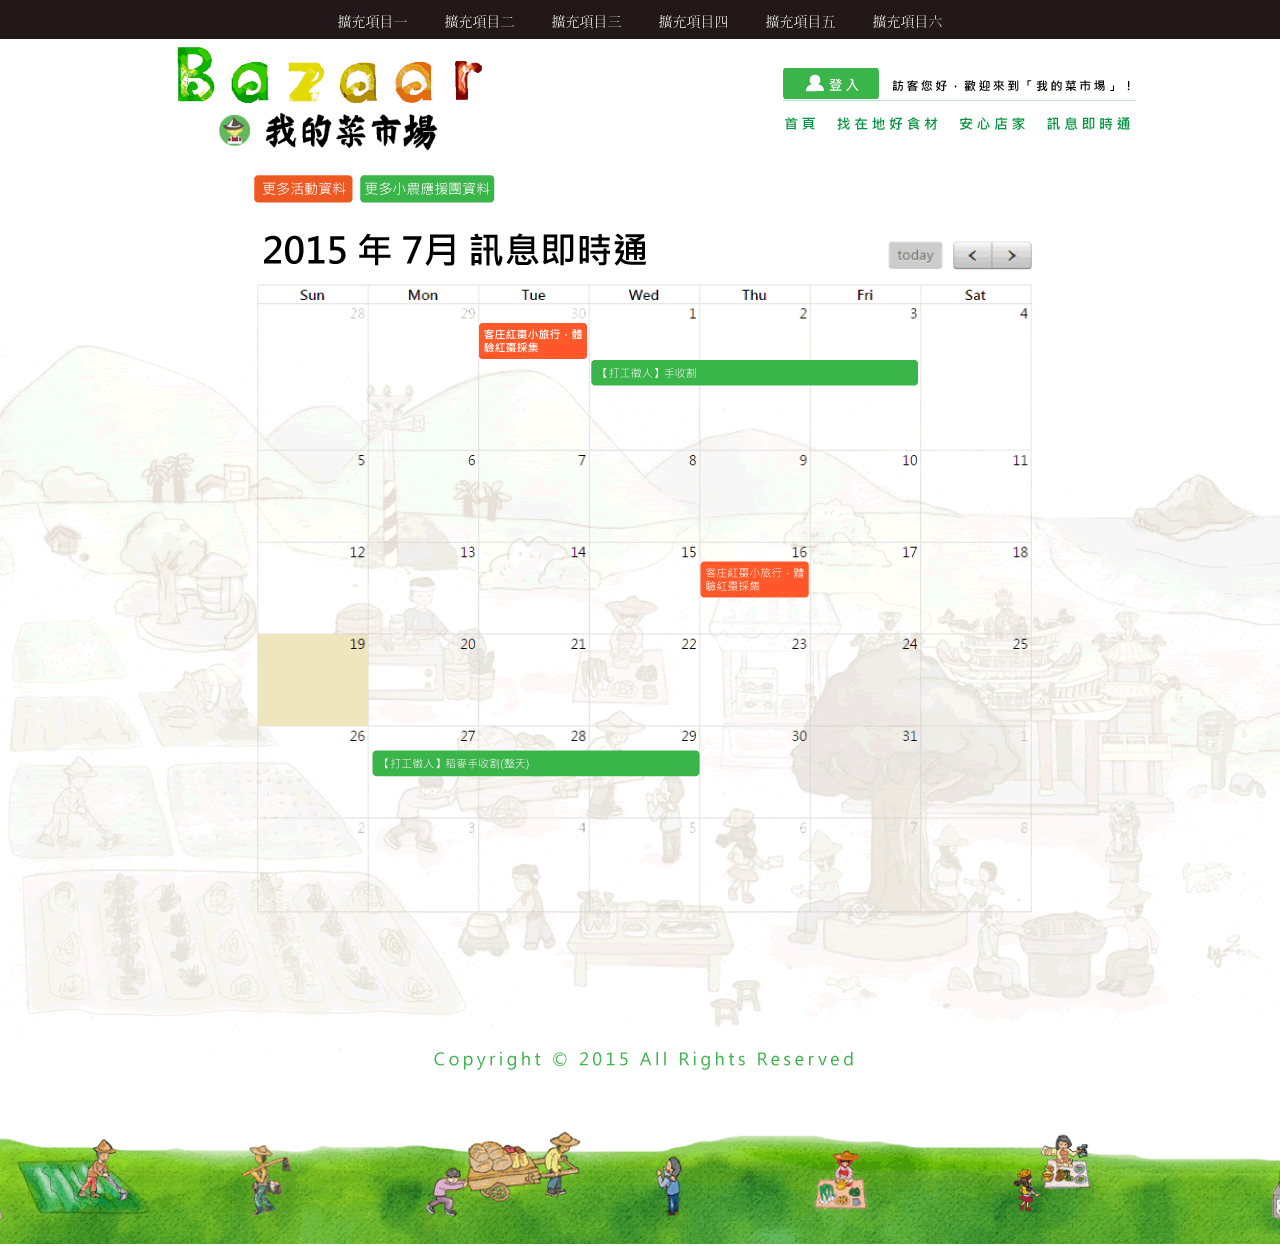 擴充項目一 擴充項目二 擴充項目三 擴充項目四 擴充項目五 擴充項目六
Bazaar
我的菜市場
登入 訪客您好，歡迎來到「我的菜市場」！
首頁 找在地好食材 安心店家 訊息即時通
更多活動資料 更多小農應援團資料
2015 年 7月 訊息即時通
today < >
Sun Mon Tue Wed Thu Fri Sat
28 29 30 1 2 3 4
客庄紅棗小旅行，體
驗紅棗採集
【打工徵人】手收割
5 6 7 8 9 10 11
12 13 14 15 16 17 18
客庄紅棗小旅行，體
驗紅棗採集
19 20 21 22 23 24 25
26 27 28 29 30 31 1
【打工徵人】稻麥手收割(整天)
2 3 4 5 6 7 8
Copyright © 2015 All Rights Reserved